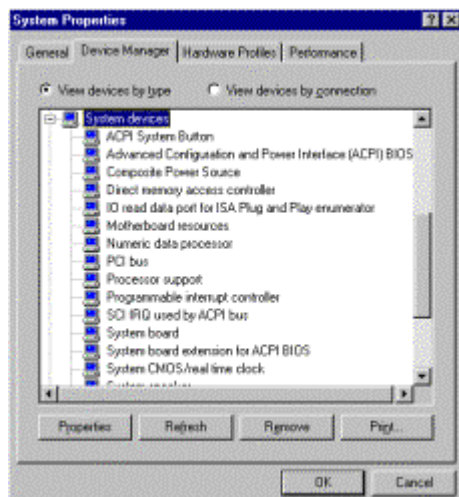 System Properties
General Device Manager Hardware Profiles Performance
View devices by type View devices by connection
System devices
ACPI System Button
Advanced Configuration and Power Interface (ACPI) BIOS
Composite Power Source
Direct memory access controller
IO read data port for ISA Plug and Play enumerator
Motherboard resources
Numeric data processor
PCI bus
Processor support
Programmable interrupt controller
SCI IRQ used by ACPI bus
System board
System board extension for ACPI BIOS
System CMOS/real time clock
System speaker
Properties Refresh Remove Print...
OK Cancel